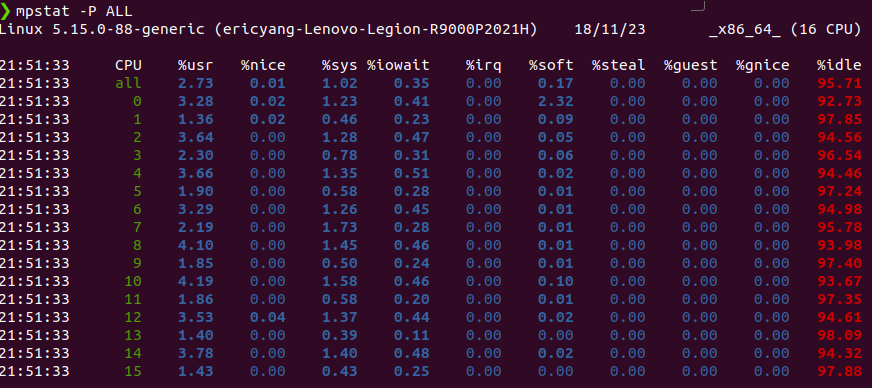 ❯ mpstat -P ALL
Linux 5.15.0-88-generic (ericyang-Lenovo-Legion-R9000P2021H) 18/11/23 _x86_64_ (16 CPU)
21:51:33 CPU %usr %nice %sys %iowait %irq %soft %steal %guest %gnice %idle
21:51:33 all 2.73 0.01 1.02 0.35 0.00 0.17 0.00 0.00 0.00 95.71
21:51:33 0 3.28 0.02 1.23 0.41 0.00 2.32 0.00 0.00 0.00 92.73
21:51:33 1 1.36 0.02 0.46 0.23 0.00 0.09 0.00 0.00 0.00 97.85
21:51:33 2 3.64 0.00 1.28 0.47 0.00 0.05 0.00 0.00 0.00 94.56
21:51:33 3 2.30 0.00 0.78 0.31 0.00 0.06 0.00 0.00 0.00 96.54
21:51:33 4 3.66 0.00 1.35 0.51 0.00 0.02 0.00 0.00 0.00 94.46
21:51:33 5 1.90 0.00 0.58 0.28 0.00 0.01 0.00 0.00 0.00 97.24
21:51:33 6 3.29 0.00 1.26 0.45 0.00 0.01 0.00 0.00 0.00 94.98
21:51:33 7 2.19 0.00 1.73 0.28 0.00 0.01 0.00 0.00 0.00 95.78
21:51:33 8 4.10 0.00 1.45 0.46 0.00 0.01 0.00 0.00 0.00 93.98
21:51:33 9 1.85 0.00 0.50 0.24 0.00 0.01 0.00 0.00 0.00 97.40
21:51:33 10 4.19 0.00 1.58 0.46 0.00 0.10 0.00 0.00 0.00 93.67
21:51:33 11 1.86 0.00 0.58 0.20 0.00 0.01 0.00 0.00 0.00 97.35
21:51:33 12 3.53 0.04 1.37 0.44 0.00 0.02 0.00 0.00 0.00 94.61
21:51:33 13 1.40 0.00 0.39 0.11 0.00 0.00 0.00 0.00 0.00 98.09
21:51:33 14 3.78 0.00 1.40 0.48 0.00 0.02 0.00 0.00 0.00 94.32
21:51:33 15 1.43 0.00 0.43 0.25 0.00 0.00 0.00 0.00 0.00 97.88